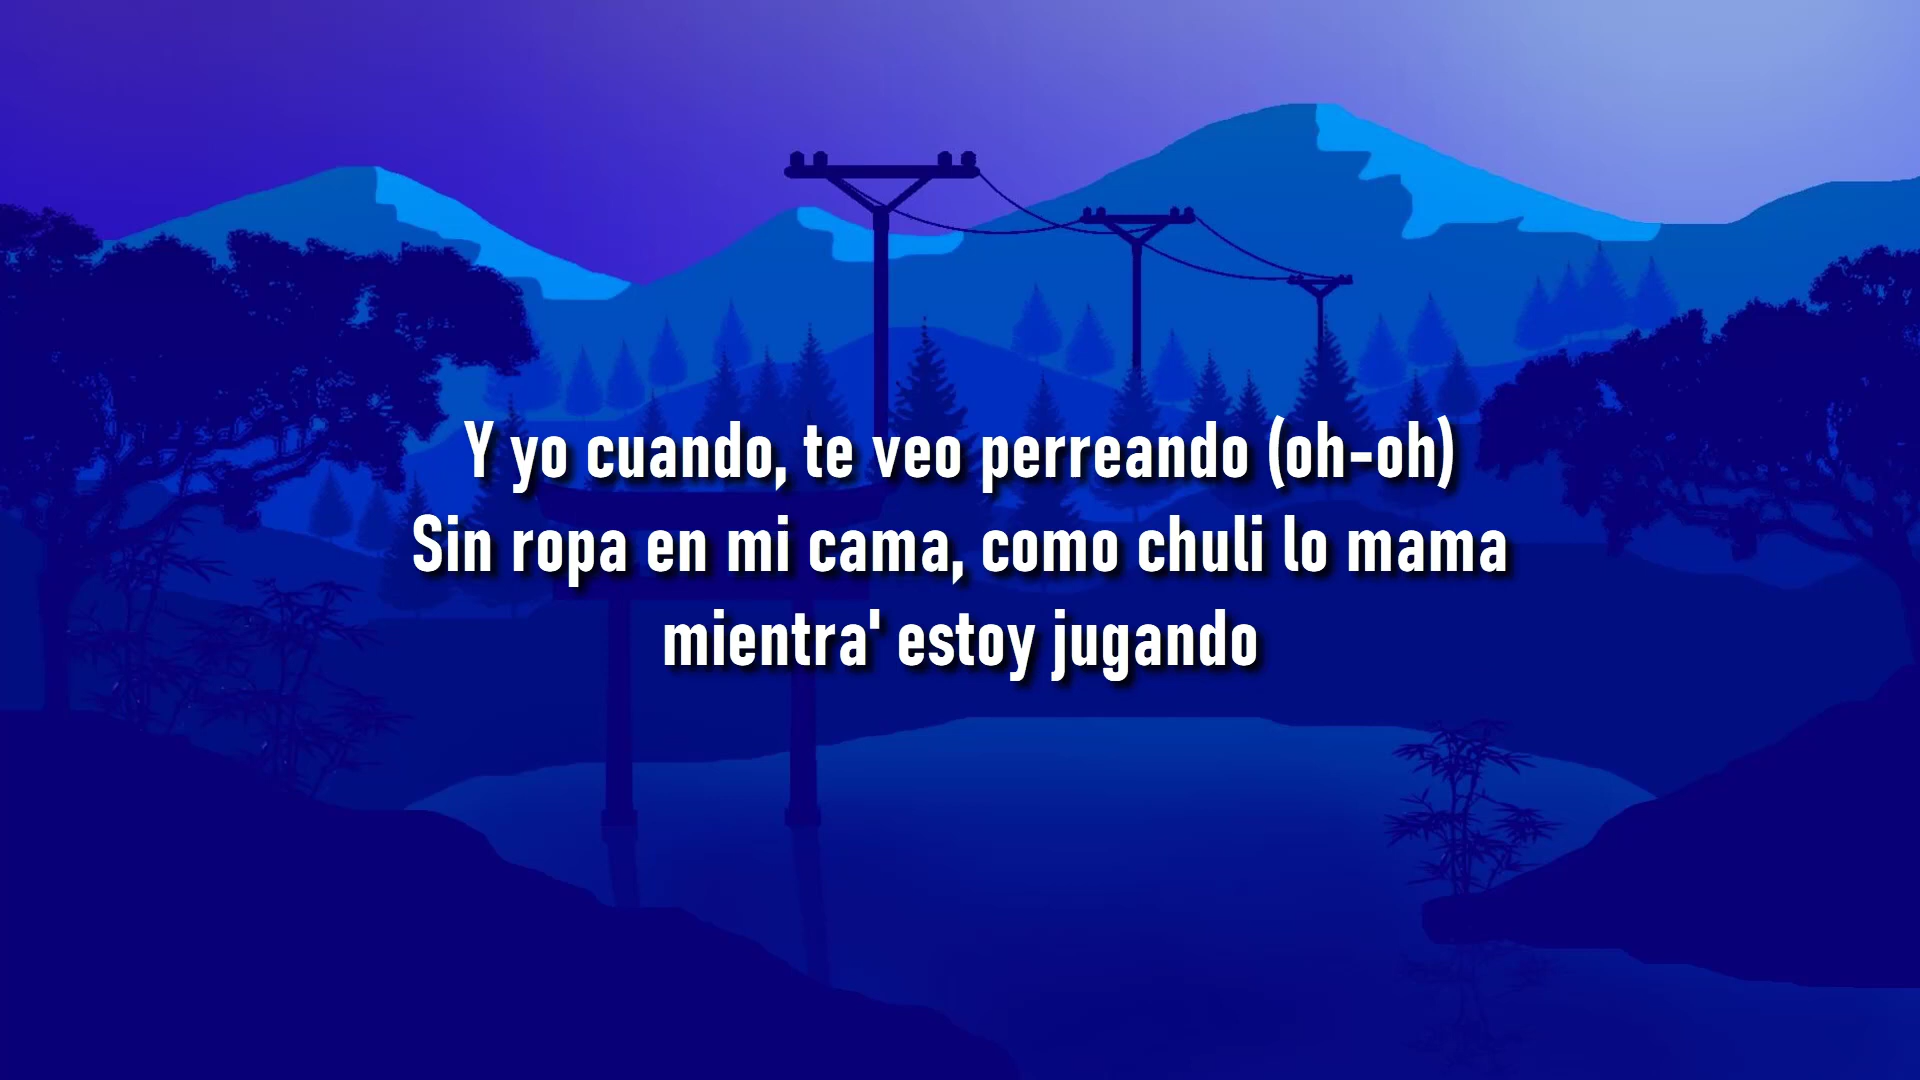 Y yo cuando, te veo perreando (oh-oh)
Sin ropa en mi cama, como chuli lo mama
mientra' estoy jugando